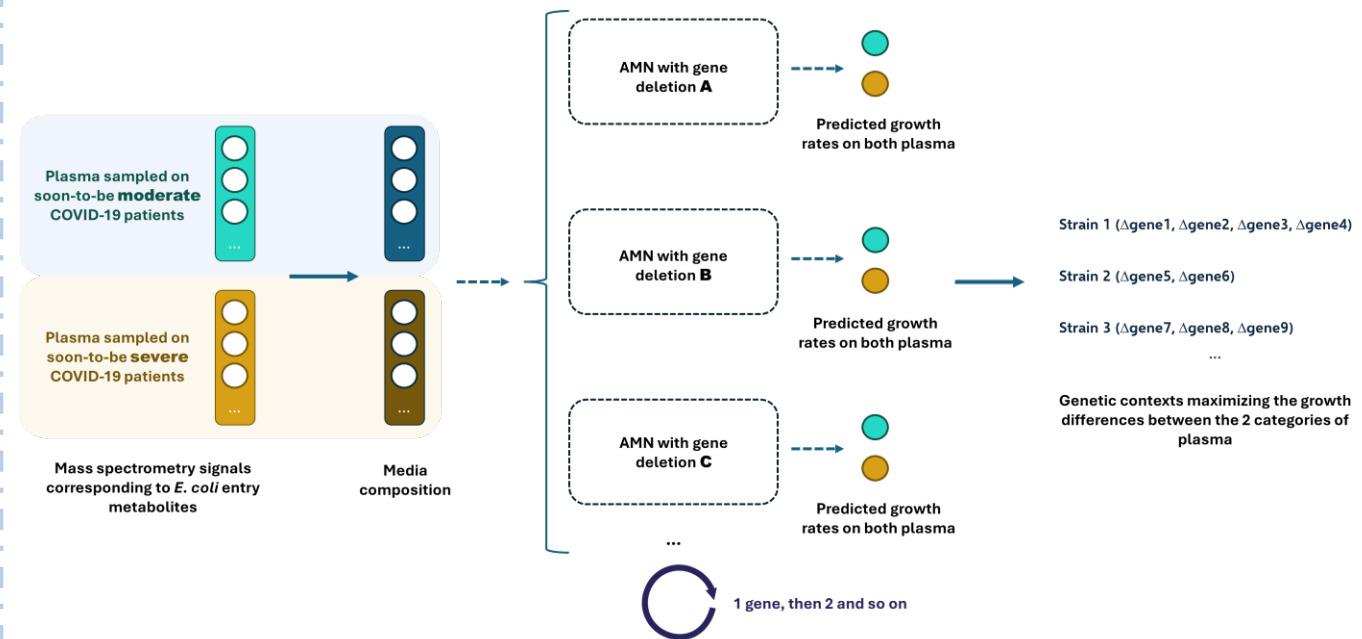 Plasma sampled on
soon-to-be moderate
COVID-19 patients
...
...
Plasma sampled on
soon-to-be severe
COVID-19 patients
...
...
Mass spectrometry signals
corresponding to E. coli entry
metabolites
Media
composition
AMN with gene
deletion A
Predicted growth
rates on both plasma
AMN with gene
deletion B
Predicted growth
rates on both plasma
AMN with gene
deletion C
Predicted growth
rates on both plasma
...
1 gene, then 2 and so on
Strain 1 (Δgene1, Δgene2, Δgene3, Δgene4)
Strain 2 (Δgene5, Δgene6)
Strain 3 (Δgene7, Δgene8, Δgene9)
...
Genetic contexts maximizing the growth
differences between the 2 categories of
plasma